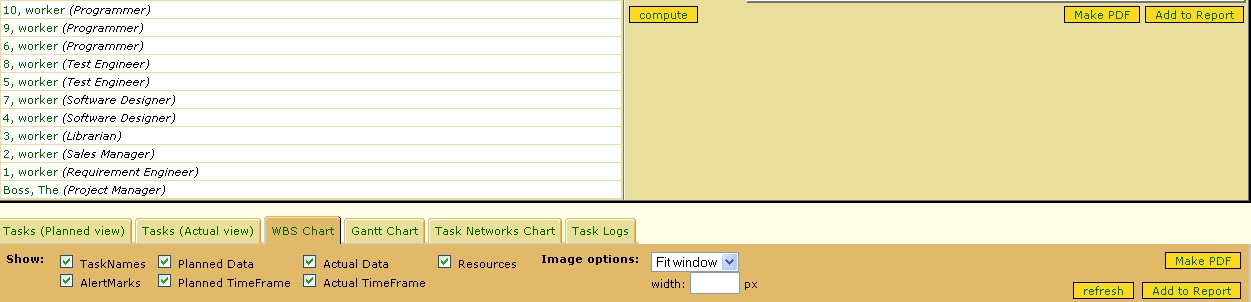 10, worker (Programmer)
9, worker (Programmer)
6, worker (Programmer)
8, worker (Test Engineer)
5, worker (Test Engineer)
7, worker (Software Designer)
4, worker (Software Designer)
3, worker (Librarian)
2, worker (Sales Manager)
1, worker (Requirement Engineer)
Boss, The (Project Manager)
compute Make PDF Add to Report
Tasks (Planned view) Tasks (Actual view) WBS Chart Gantt Chart Task Networks Chart Task Logs
Show: TaskNames Planned Data Actual Data Resources Image options: Fit window Make PDF
AlertMarks Planned TimeFrame Actual TimeFrame width: px refresh Add to Report